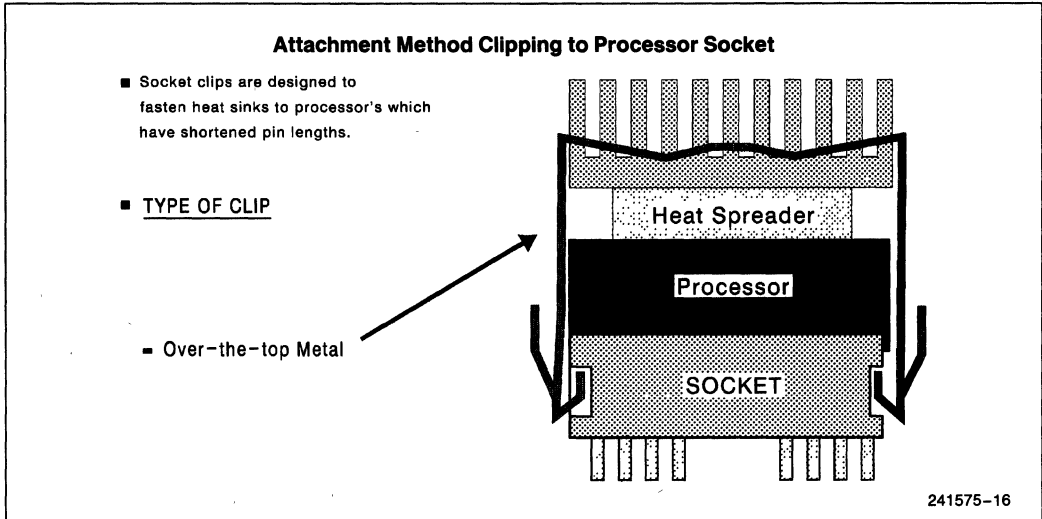 Attachment Method Clipping to Processor Socket
■ Socket clips are designed to
fasten heat sinks to processor's which
have shortened pin lengths.
■ TYPE OF CLIP
- Over-the-top Metal
Heat Spreader
Processor
SOCKET
241575-16